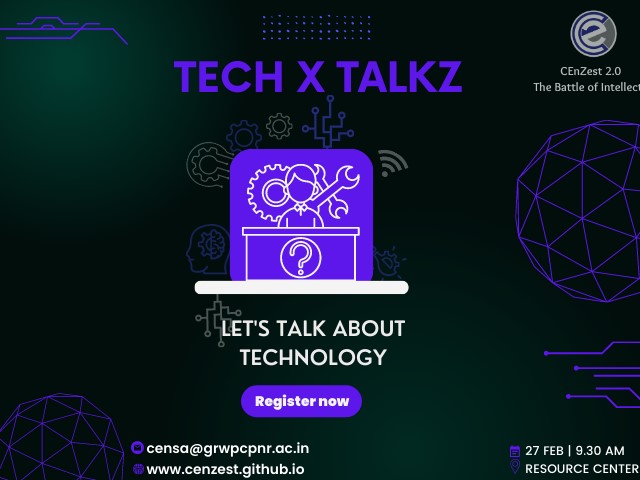 TECH X TALKZ
CEnZest 2.0
The Battle of Intellect
?
LET'S TALK ABOUT
TECHNOLOGY
Register now
censa@grwpcpnr.ac.in
www.cenzest.github.io
27 FEB | 9.30 AM
RESOURCE CENTER